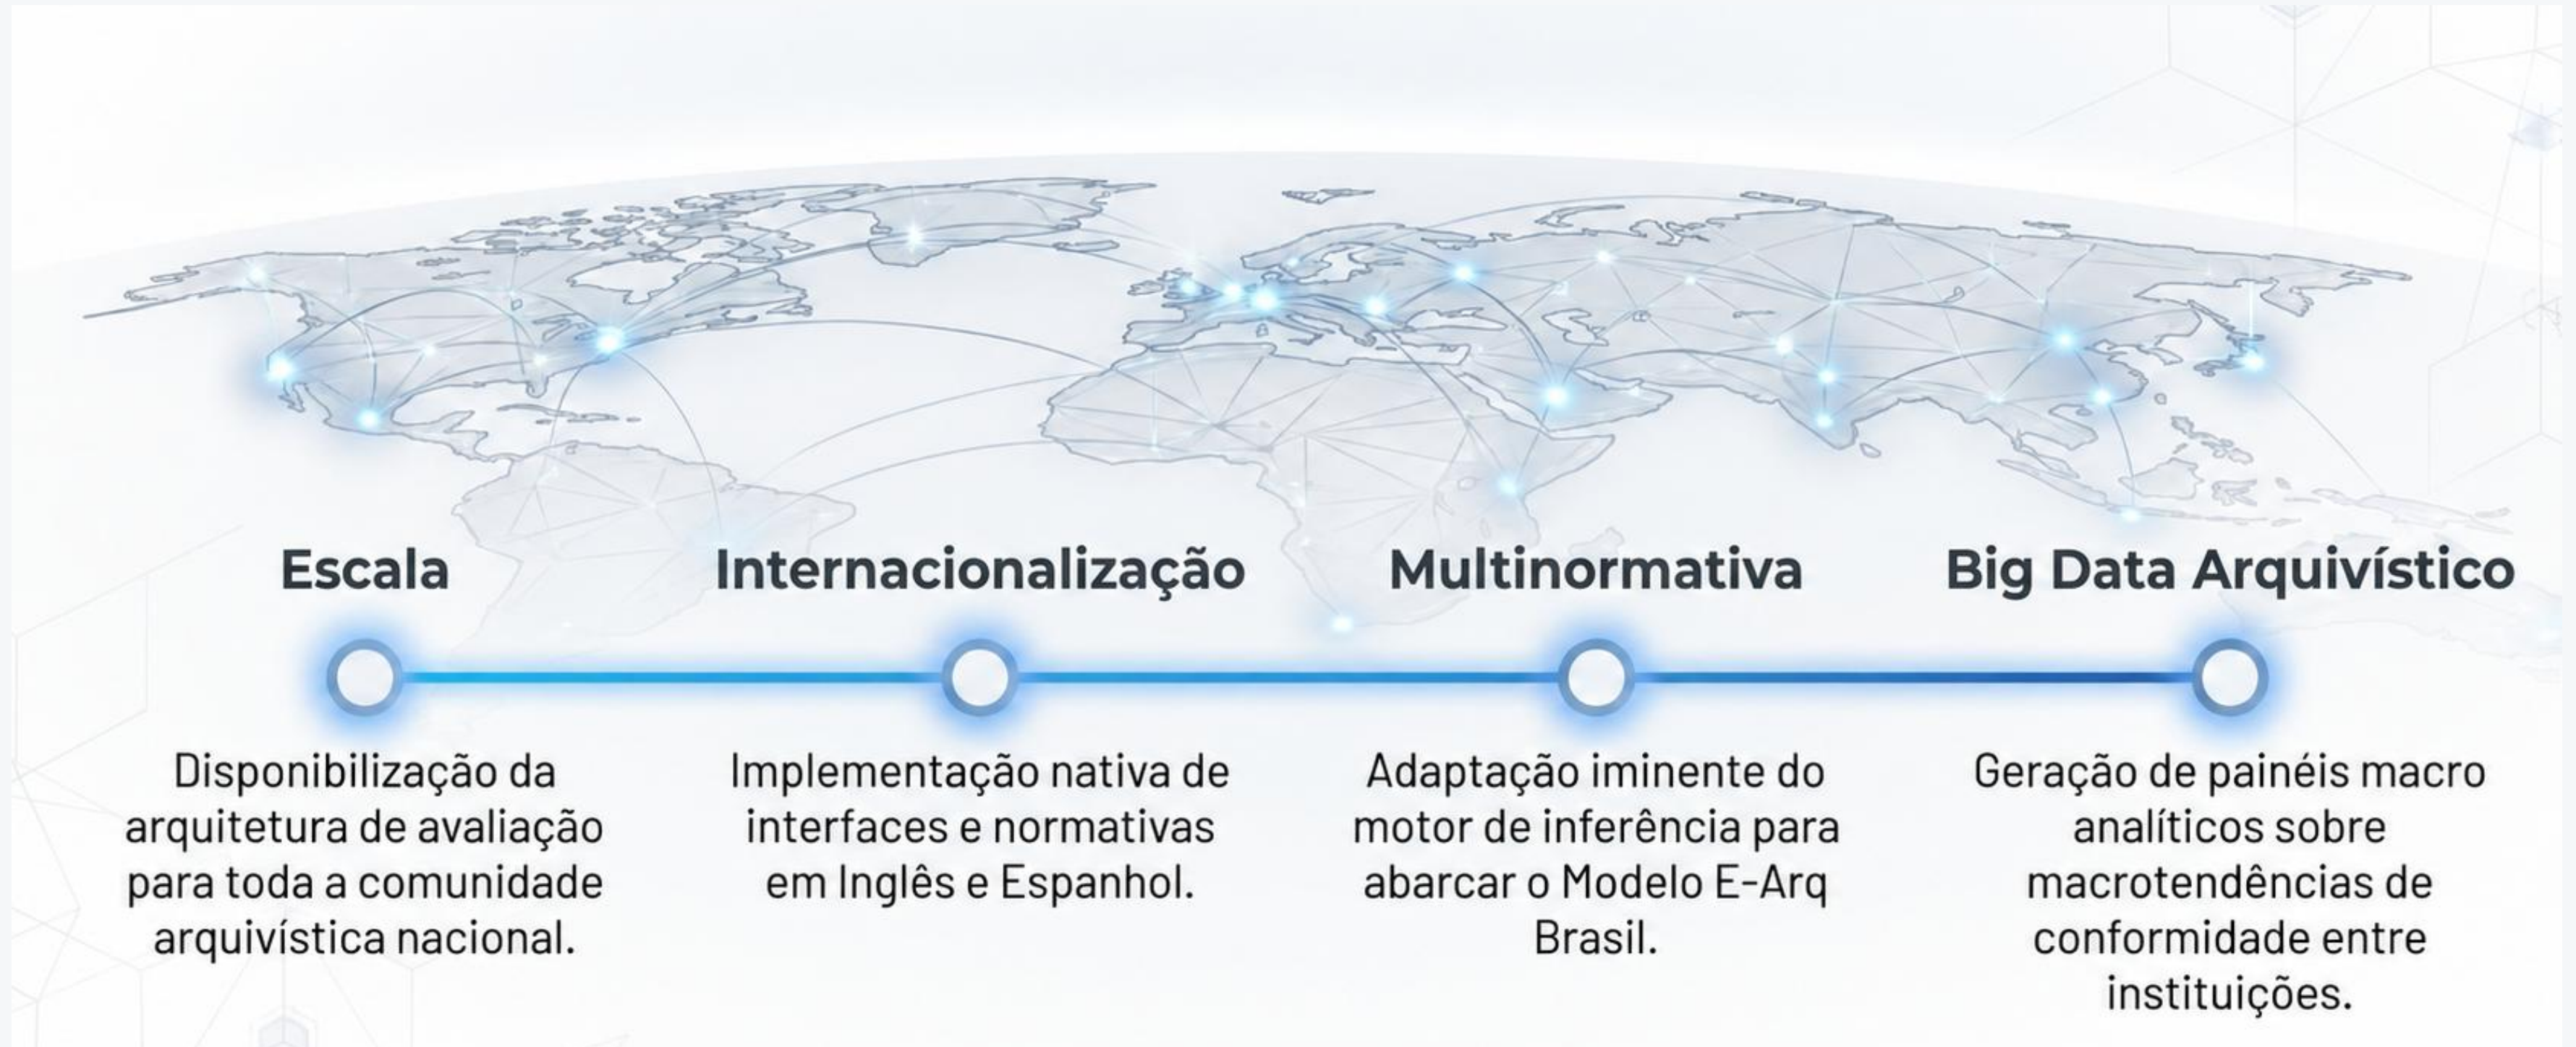 Escala
Disponibilização da
arquitetura de avaliação
para toda a comunidade
arquivística nacional.
Internacionalização
Implementação nativa de
interfaces e normativas
em Inglês e Espanhol.
Multinormativa
Adaptação iminente do
motor de inferência para
abarcar o Modelo E-Arq
Brasil.
Big Data Arquivístico
Geração de painéis macro
analíticos sobre
macrotendências de
conformidade entre
instituições.